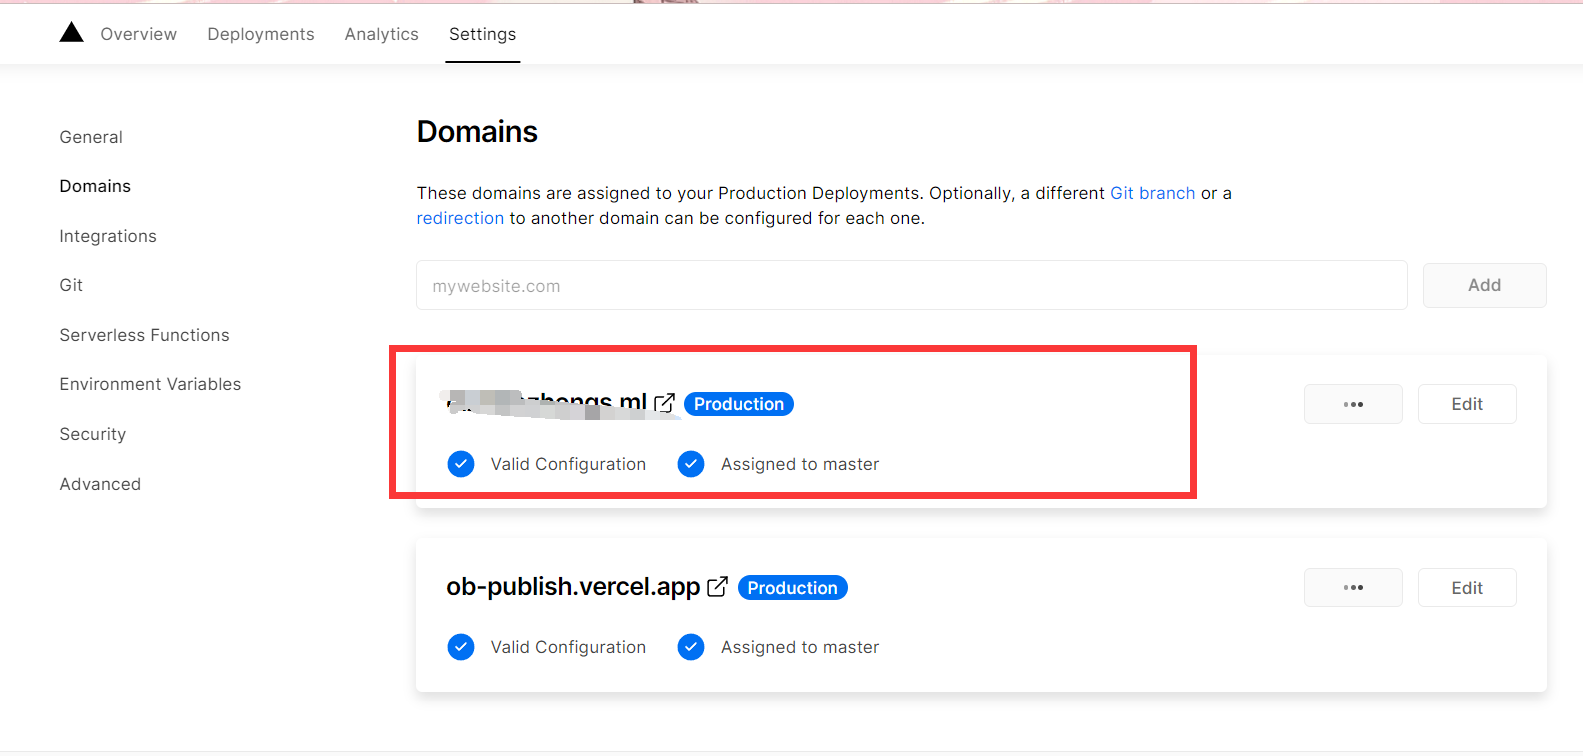 Overview Deployments Analytics Settings
General
Domains
Integrations
Git
Serverless Functions
Environment Variables
Security
Advanced
Domains
These domains are assigned to your Production Deployments. Optionally, a different Git branch or a
redirection to another domain can be configured for each one.
mywebsite.com Add
Production ••• Edit
Valid Configuration Assigned to master
ob-publish.vercel.app Production ••• Edit
Valid Configuration Assigned to master